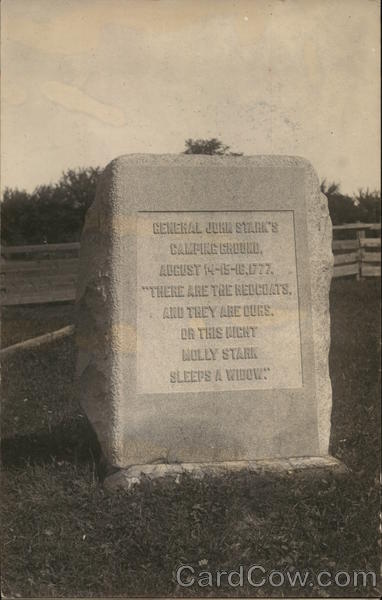 GENERAL JOHN STARK'S
CAMPING GROUND,
AUGUST 14-15-16, 1777.
"THERE ARE THE REDCOATS,
AND THEY ARE OURS,
OR THIS NIGHT
MOLLY STARK
SLEEPS A WIDOW."
CardCow.com